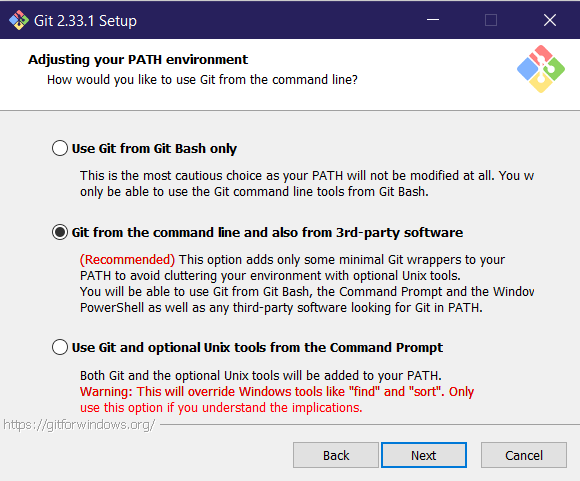 Git 2.33.1 Setup
Adjusting your PATH environment
How would you like to use Git from the command line?
Use Git from Git Bash only
This is the most cautious choice as your PATH will not be modified at all. You w
only be able to use the Git command line tools from Git Bash.
Git from the command line and also from 3rd-party software
(Recommended) This option adds only some minimal Git wrappers to your
PATH to avoid cluttering your environment with optional Unix tools.
You will be able to use Git from Git Bash, the Command Prompt and the Window
PowerShell as well as any third-party software looking for Git in PATH.
Use Git and optional Unix tools from the Command Prompt
Both Git and the optional Unix tools will be added to your PATH.
Warning: This will override Windows tools like "find" and "sort". Only
use this option if you understand the implications.
https://gitforwindows.org/
Back Next Cancel